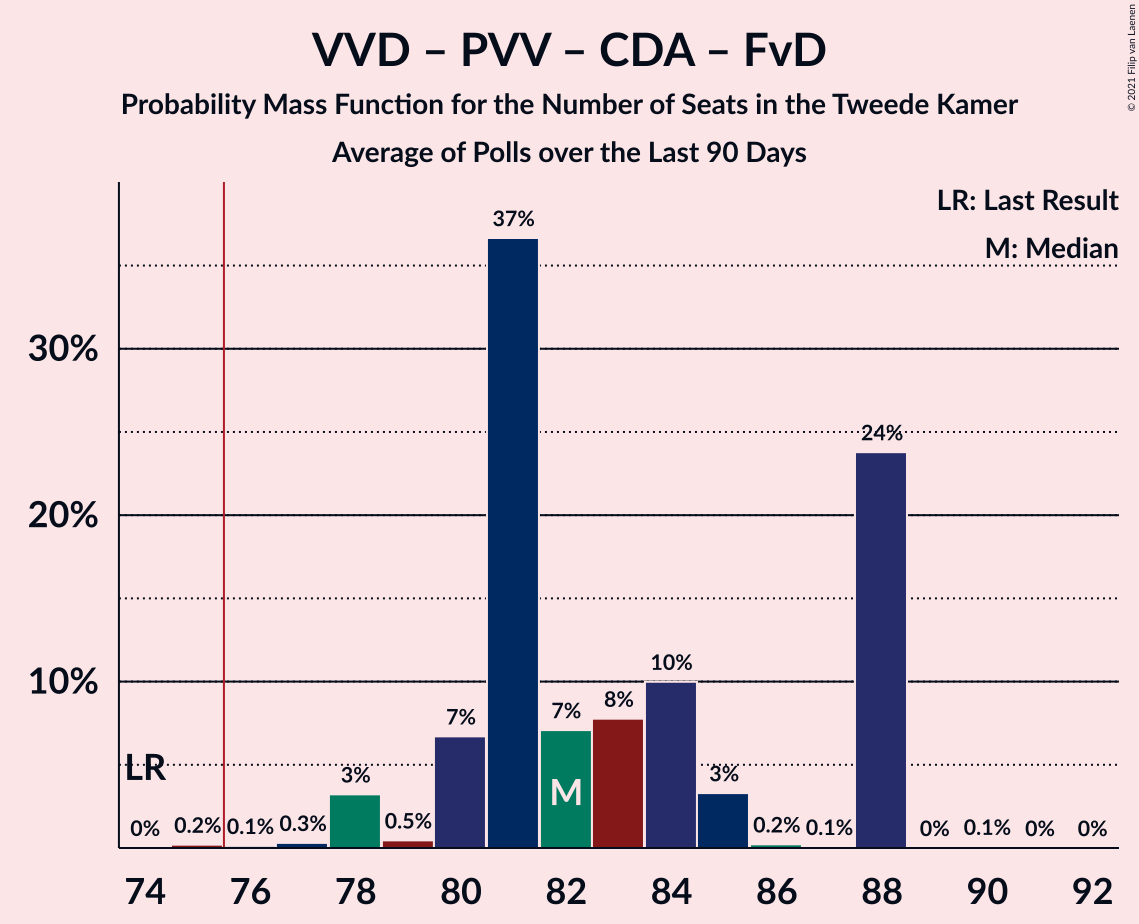 VVD – PVV – CDA – FvD
Probability Mass Function for the Number of Seats in the Tweede Kamer
Average of Polls over the Last 90 Days
© 2021 Filip van Laenen
LR: Last Result
M: Median
37%
30%
24%
20%
10%
10%
8%
7%
7%
LR
3%
3%
M
0%
0.2%
0.1%
0.3%
0.5%
0.2%
0.1%
0%
0.1%
0%
0%
74 76 78 80 82 84 86 88 90 92